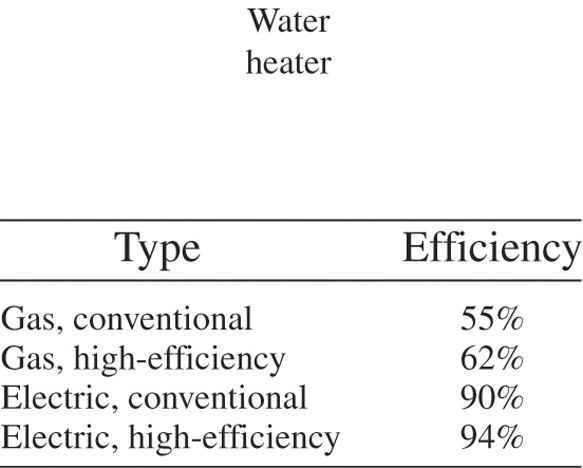 Water
heater
Type Efficiency
Gas, conventional 55%
Gas, high-efficiency 62%
Electric, conventional 90%
Electric, high-efficiency 94%